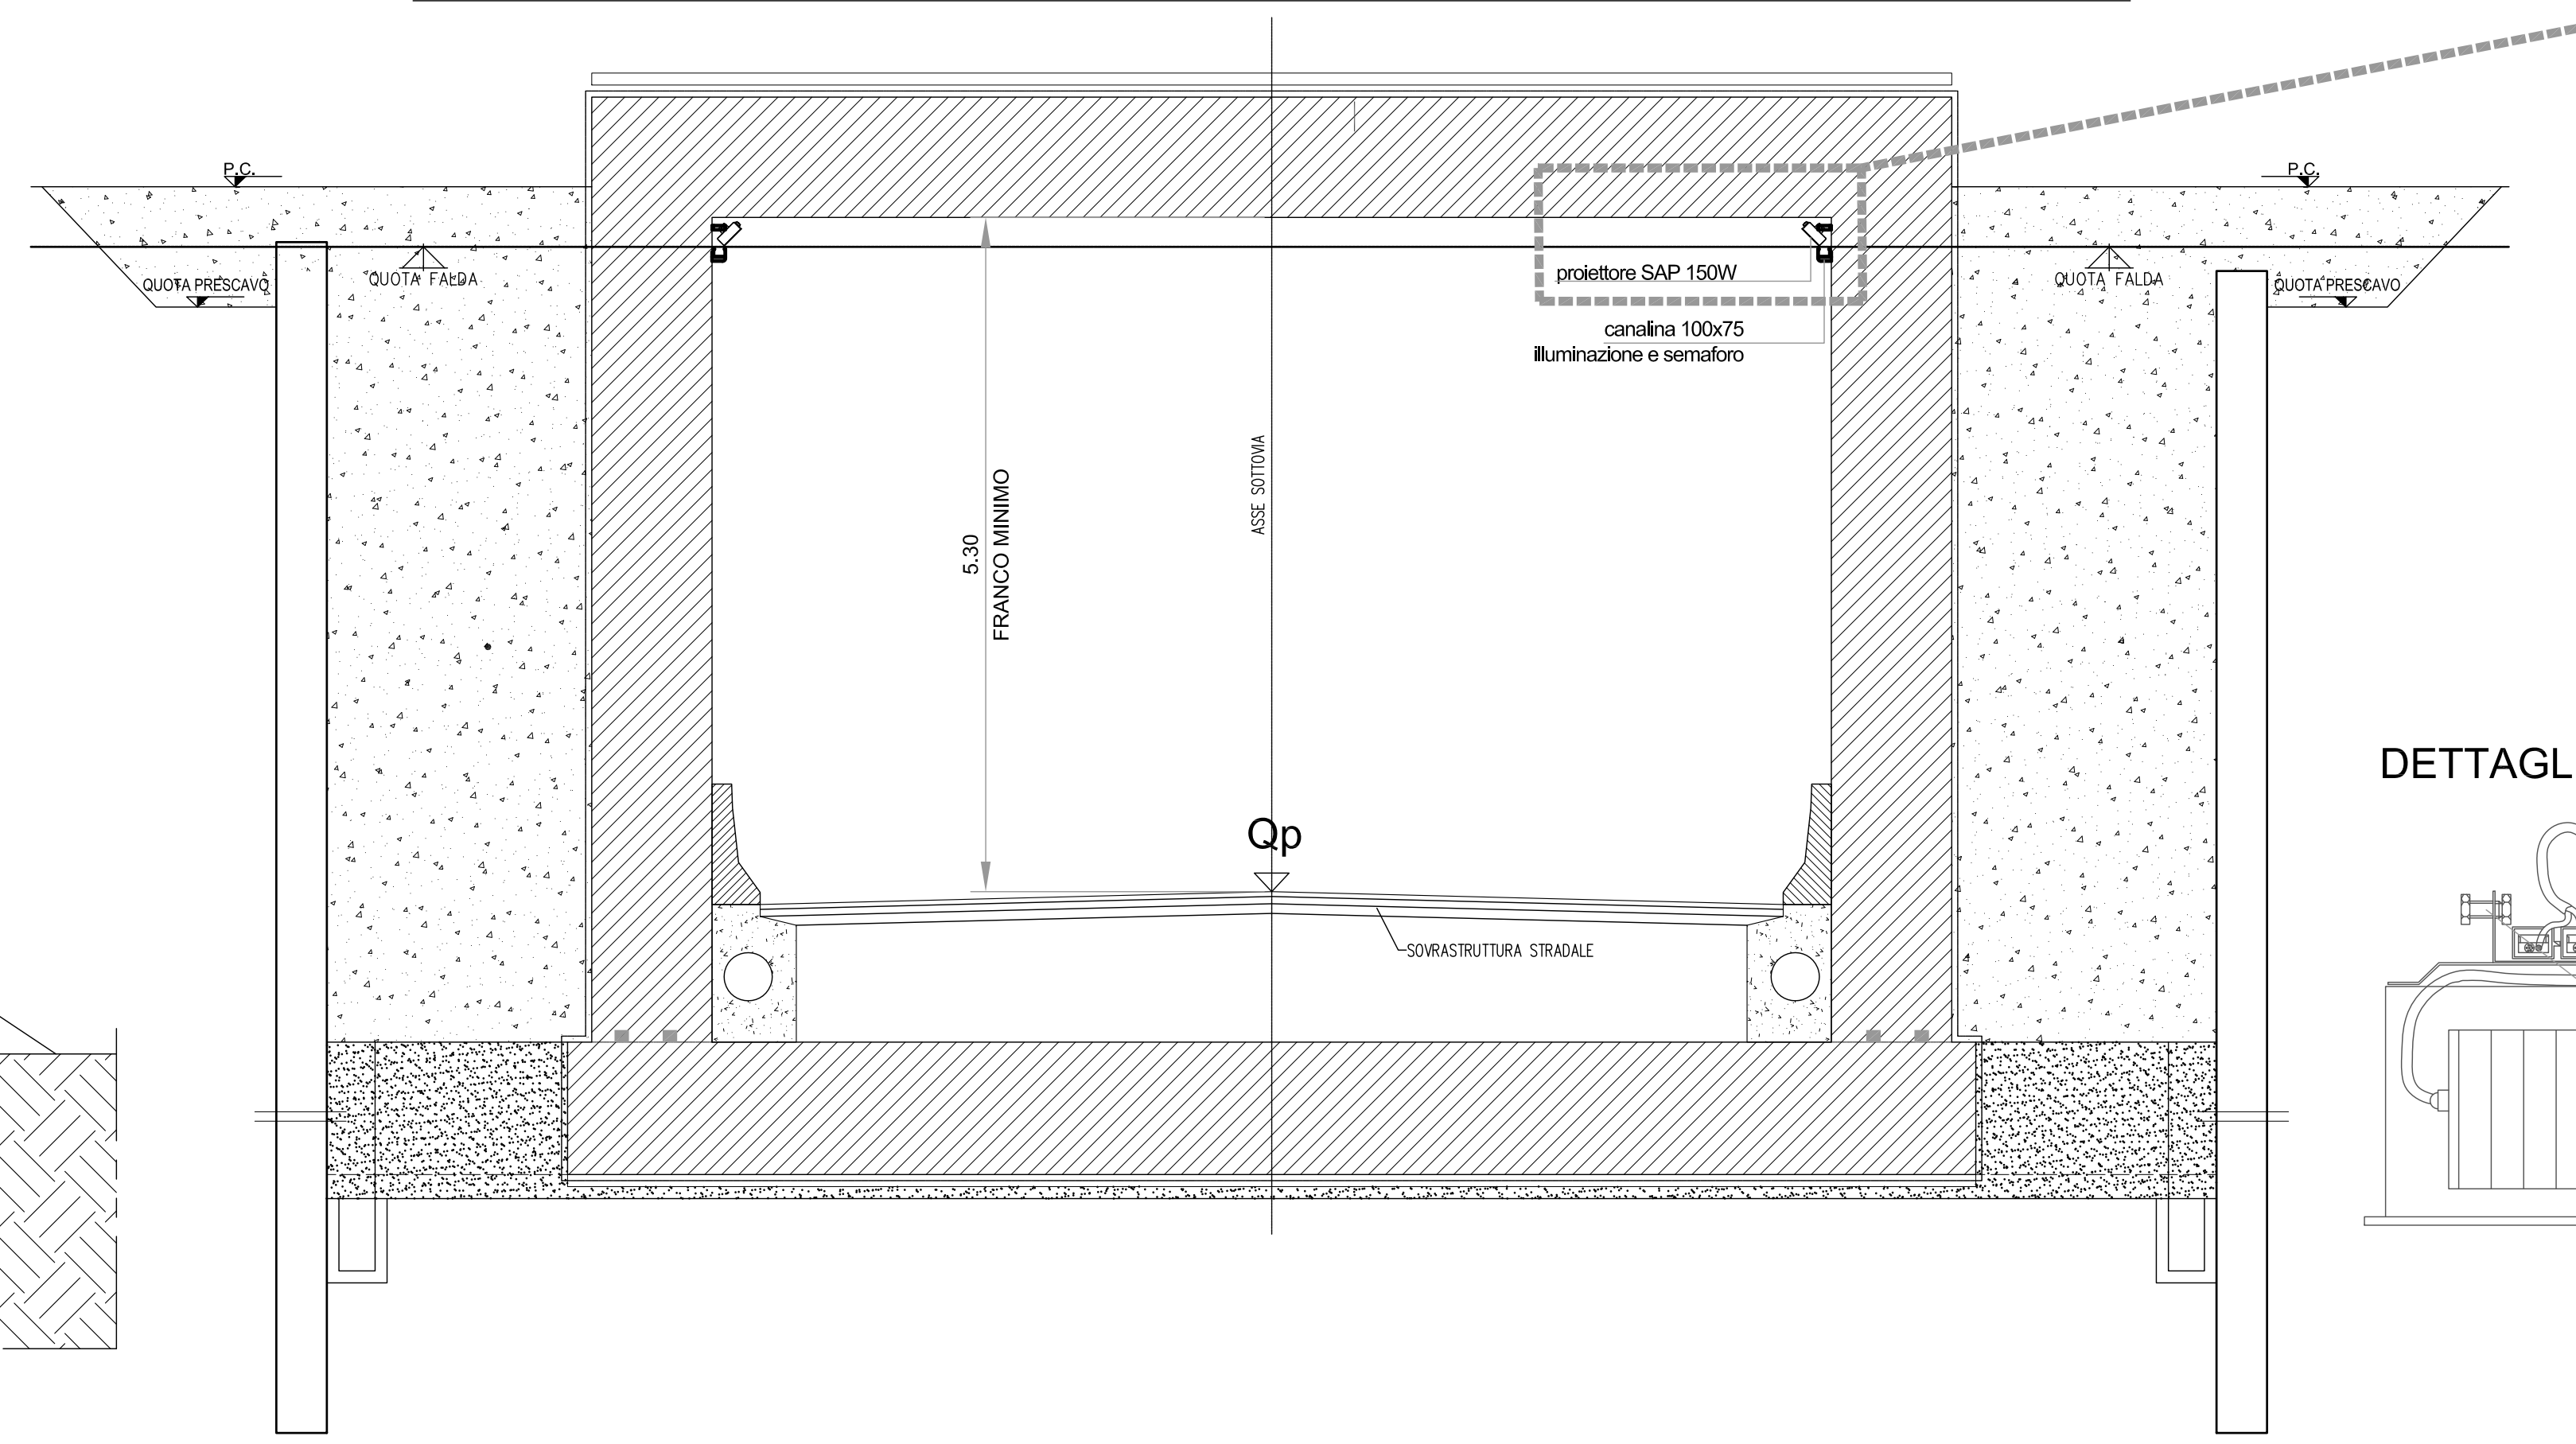 P.C.
P.C.
QUOTA PRESCAVO
QUOTA FALDA
proiettore SAP 150W
QUOTA FALDA
QUOTA PRESCAVO
canalina 100x75
illuminazione e semaforo
5.30
FRANCO MINIMO
ASSE SOTTOVIA
DETTAGL
Qp
SOVRASTRUTTURA STRADALE